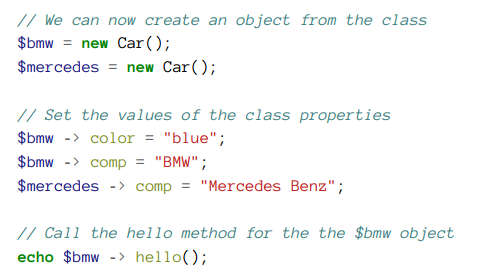 // We can now create an object from the class
$bmw = new Car();
$mercedes = new Car();
// Set the values of the class properties
$bmw -> color = "blue";
$bmw -> comp = "BMW";
$mercedes -> comp = "Mercedes Benz";
// Call the hello method for the the $bmw object
echo $bmw -> hello();